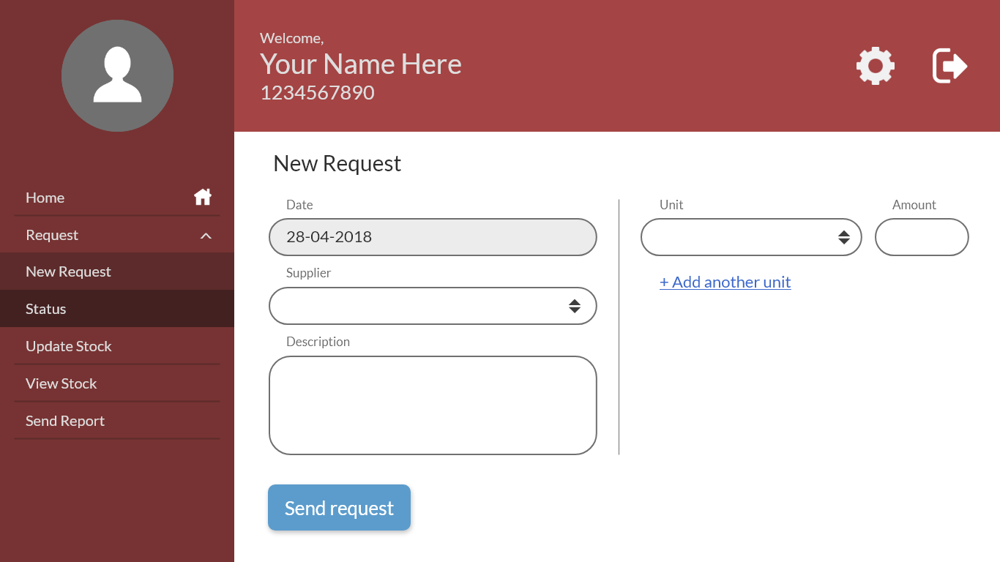 Welcome,
Your Name Here
1234567890
Home
Request
New Request
Status
Update Stock
View Stock
Send Report
New Request
Date
28-04-2018
Supplier
Description
Unit
Amount
+ Add another unit
Send request